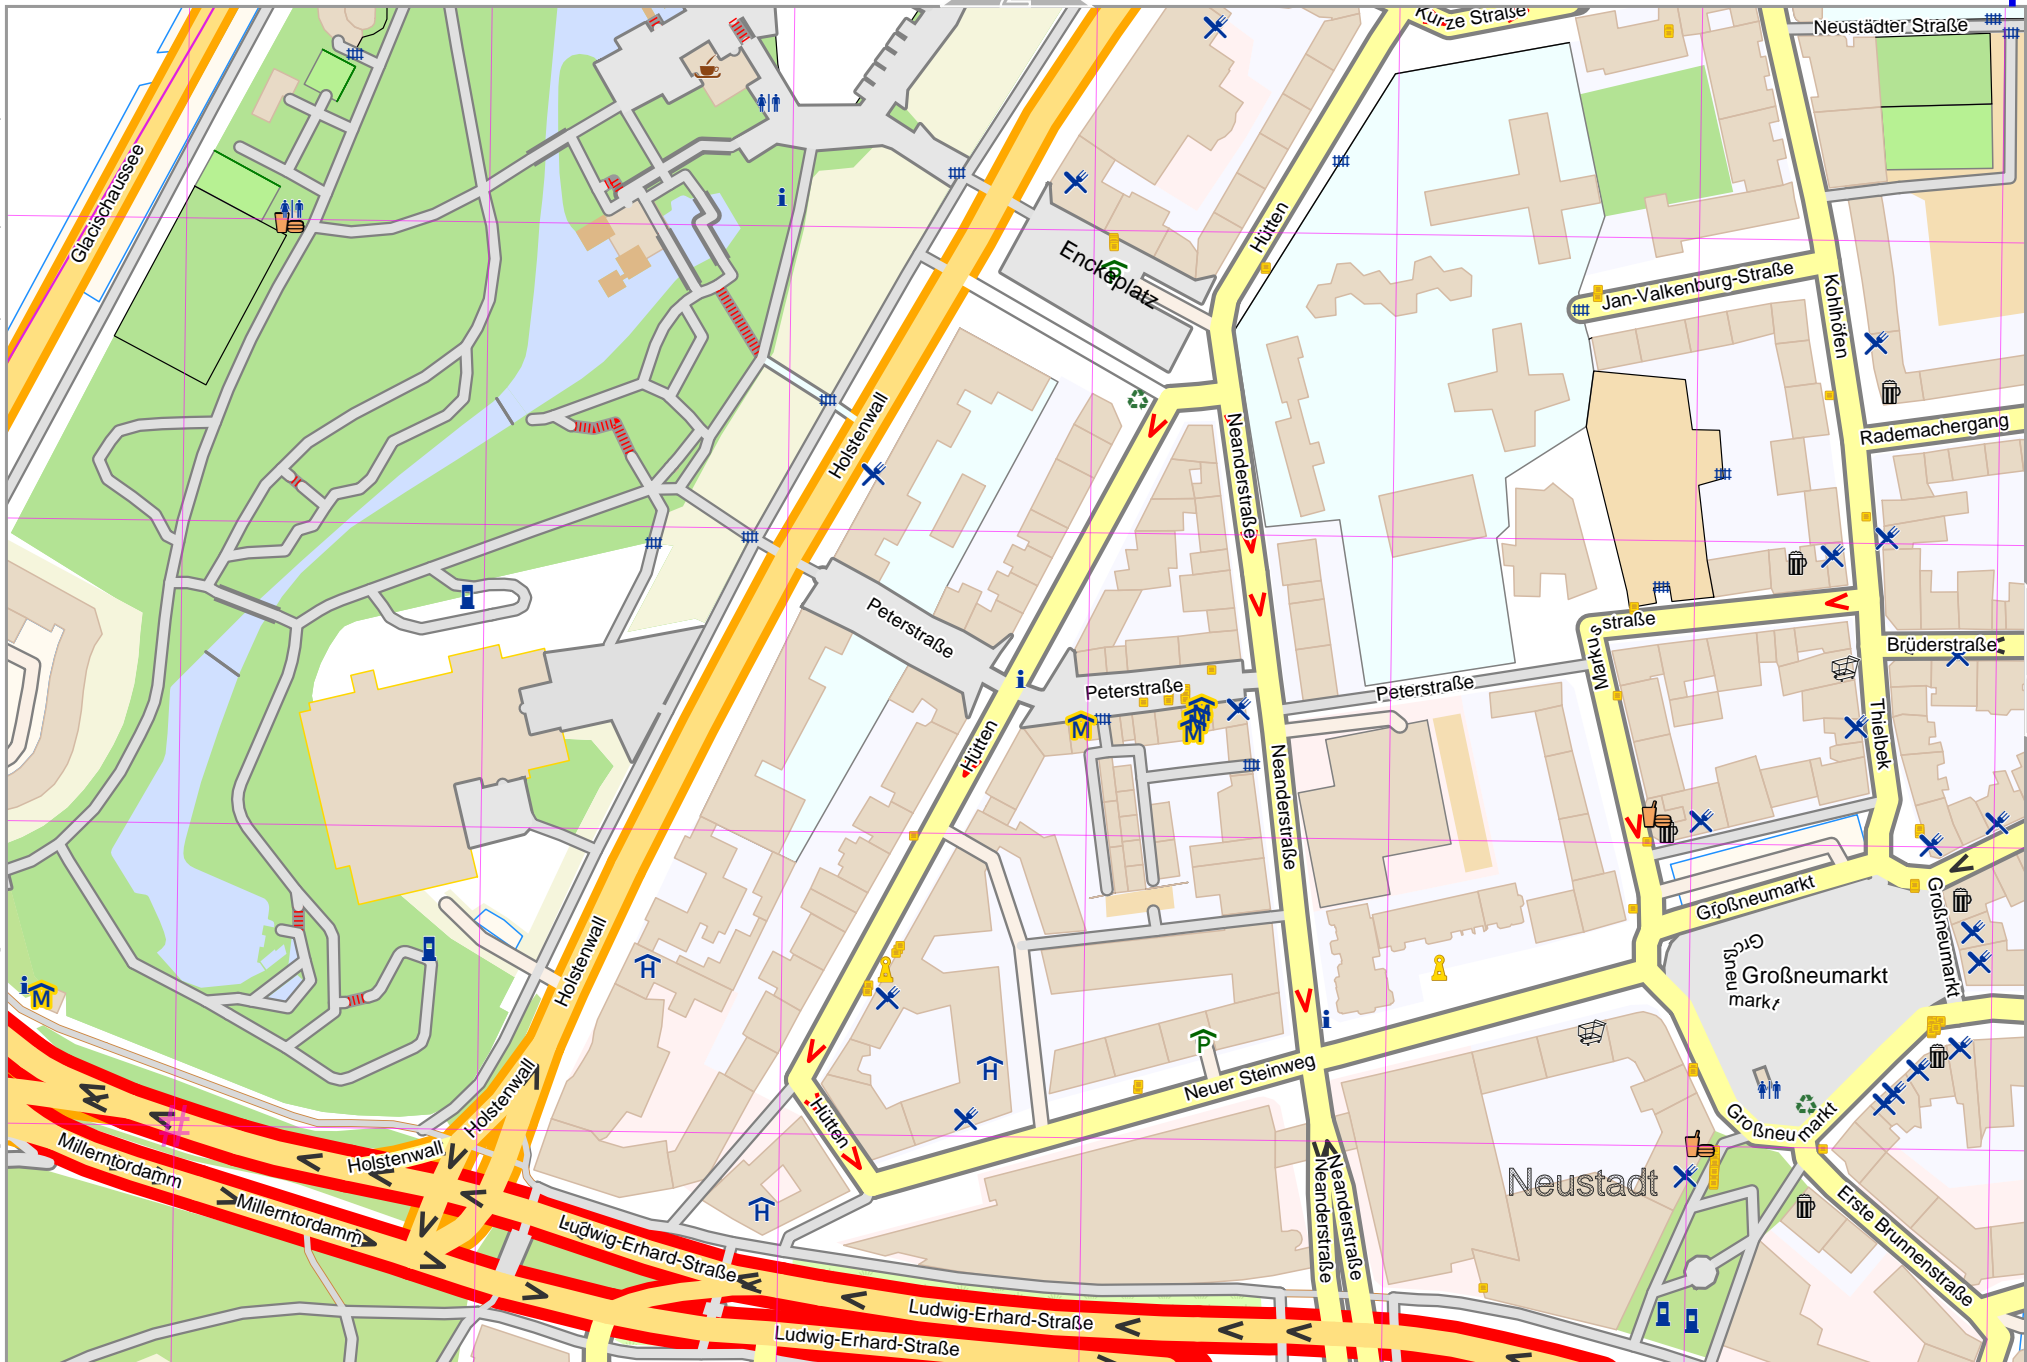 Kurze Straße
Neustädter Straße
Glacischaussee
Hütten
Enckeplatz
Jan-Valkenburg-Straße
Kohlhöfen
Holstenwall
Neanderstraße
Rademachergang
Peterstraße
Markusstraße
Brüderstraße
Peterstraße
Peterstraße
Thielbek
Hütten
Neanderstraße
Großneumarkt
Großneumarkt
Großneumarkt
Großneumarkt
Holstenwall
Neuer Steinweg
Holstenwall
Hütten
Großneumarkt
Millerntordamm
Holstenwall
Neustadt
Neanderstraße
Neanderstraße
Erste Brunnenstraße
Millerntordamm
Ludwig-Erhard-Straße
Ludwig-Erhard-Straße
Ludwig-Erhard-Straße